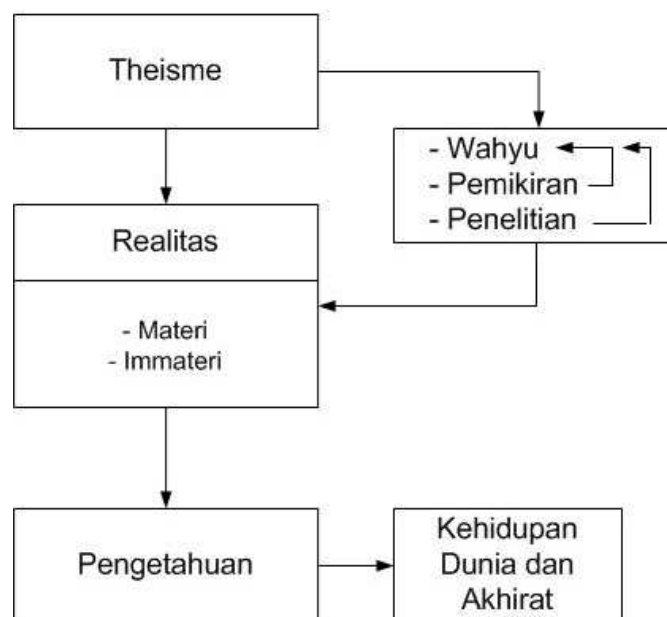 Theisme
- Wahyu
- Pemikiran
- Penelitian
Realitas
- Materi
- Immateri
Pengetahuan
Kehidupan
Dunia dan
Akhirat